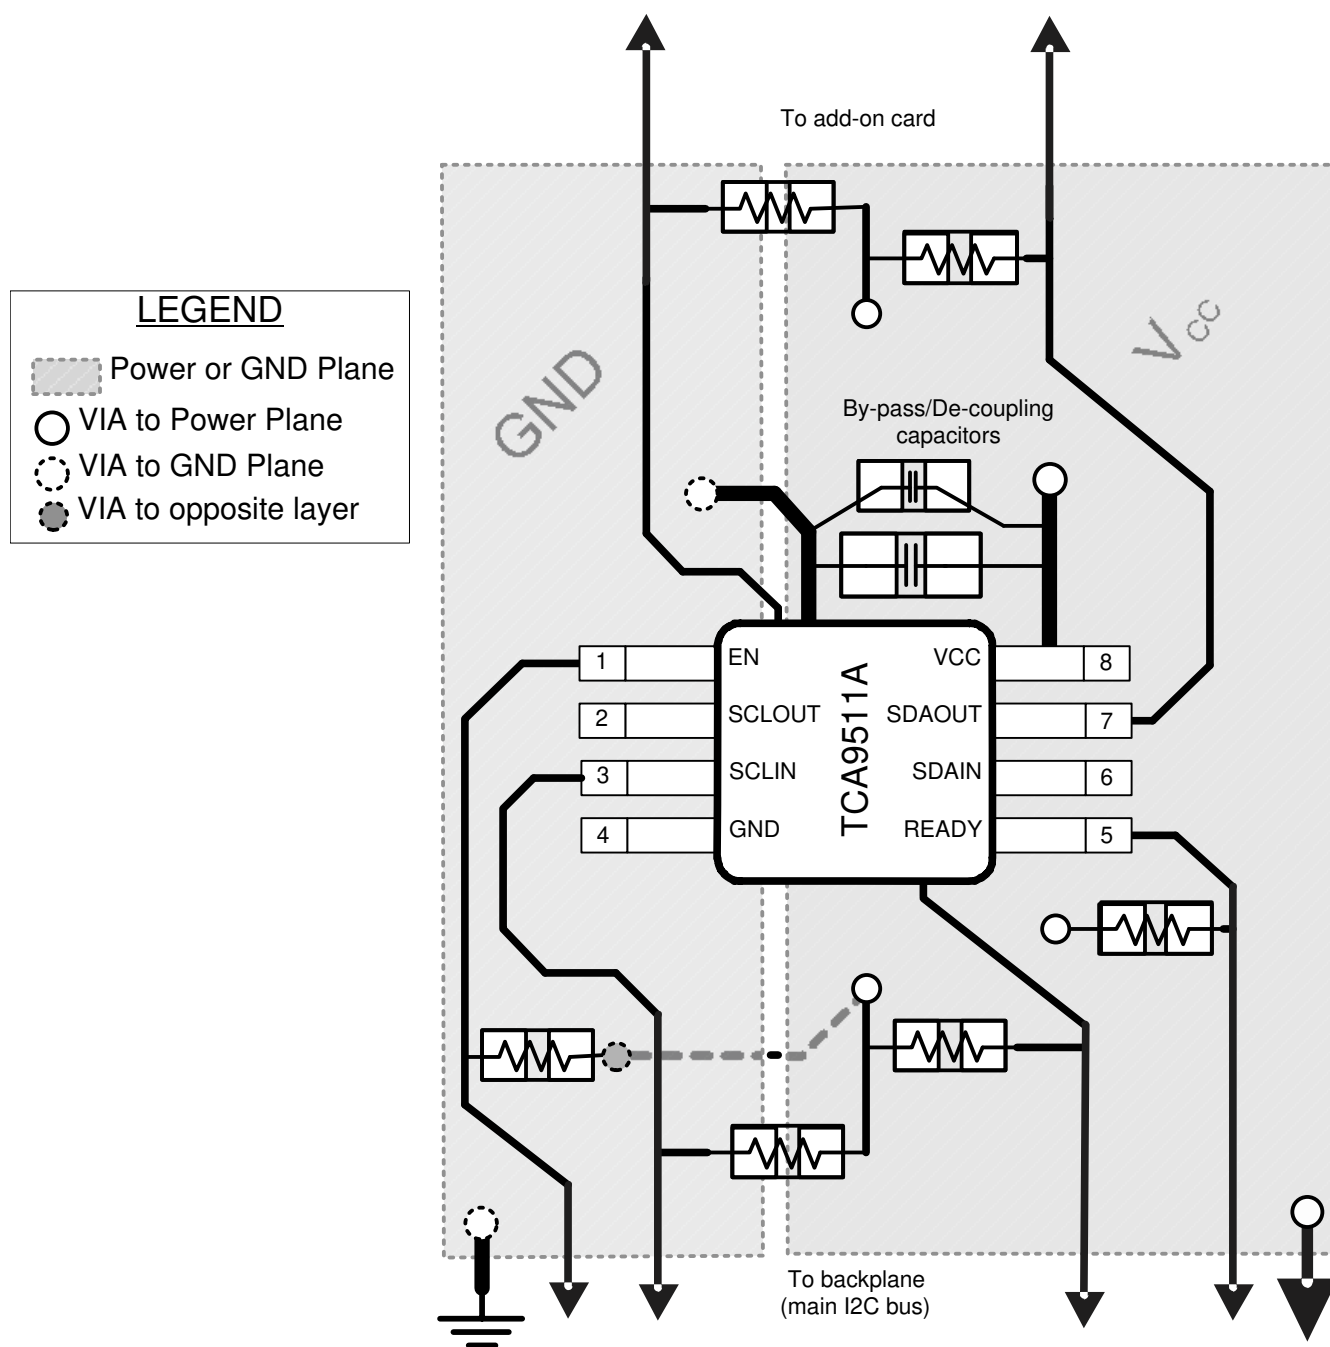 To add-on card
LEGEND
Power or GND Plane
VIA to Power Plane
VIA to GND Plane
VIA to opposite layer
GND
VCC
By-pass/De-coupling
capacitors
1 EN VCC 8
2 SCLOUT SDAOUT 7
3 SCLIN SDAIN 6
4 GND READY 5
TCA9511A
To backplane
(main I2C bus)